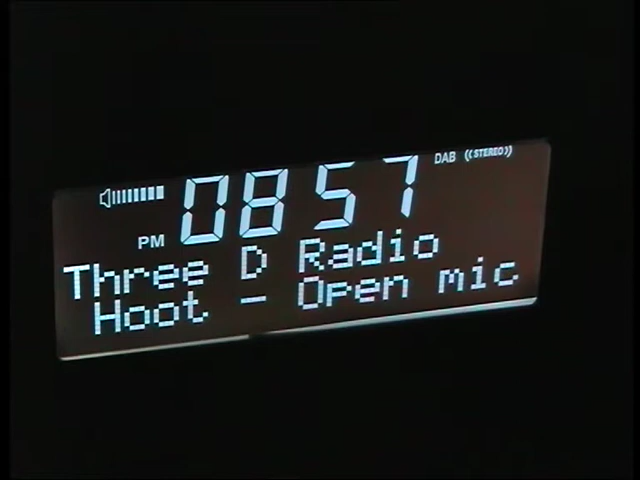 0857 DAB ((STEREO))
PM
Three D Radio
Hoot - Open mic